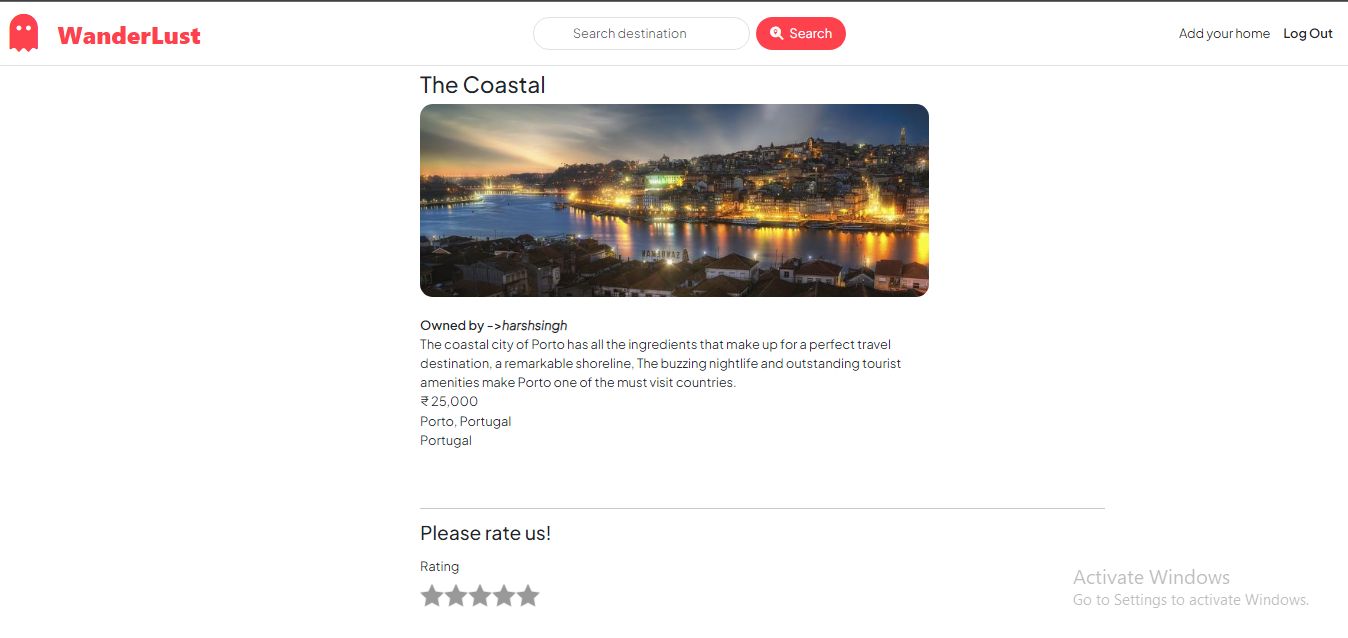 WanderLust
Search destination
Search
Add your home
Log Out
The Coastal
SANDEMAN
Owned by ->harshsingh
The coastal city of Porto has all the ingredients that make up for a perfect travel
destination, a remarkable shoreline, The buzzing nightlife and outstanding tourist
amenities make Porto one of the must visit countries.
₹ 25,000
Porto, Portugal
Portugal
Please rate us!
Rating
Activate Windows
Go to Settings to activate Windows.